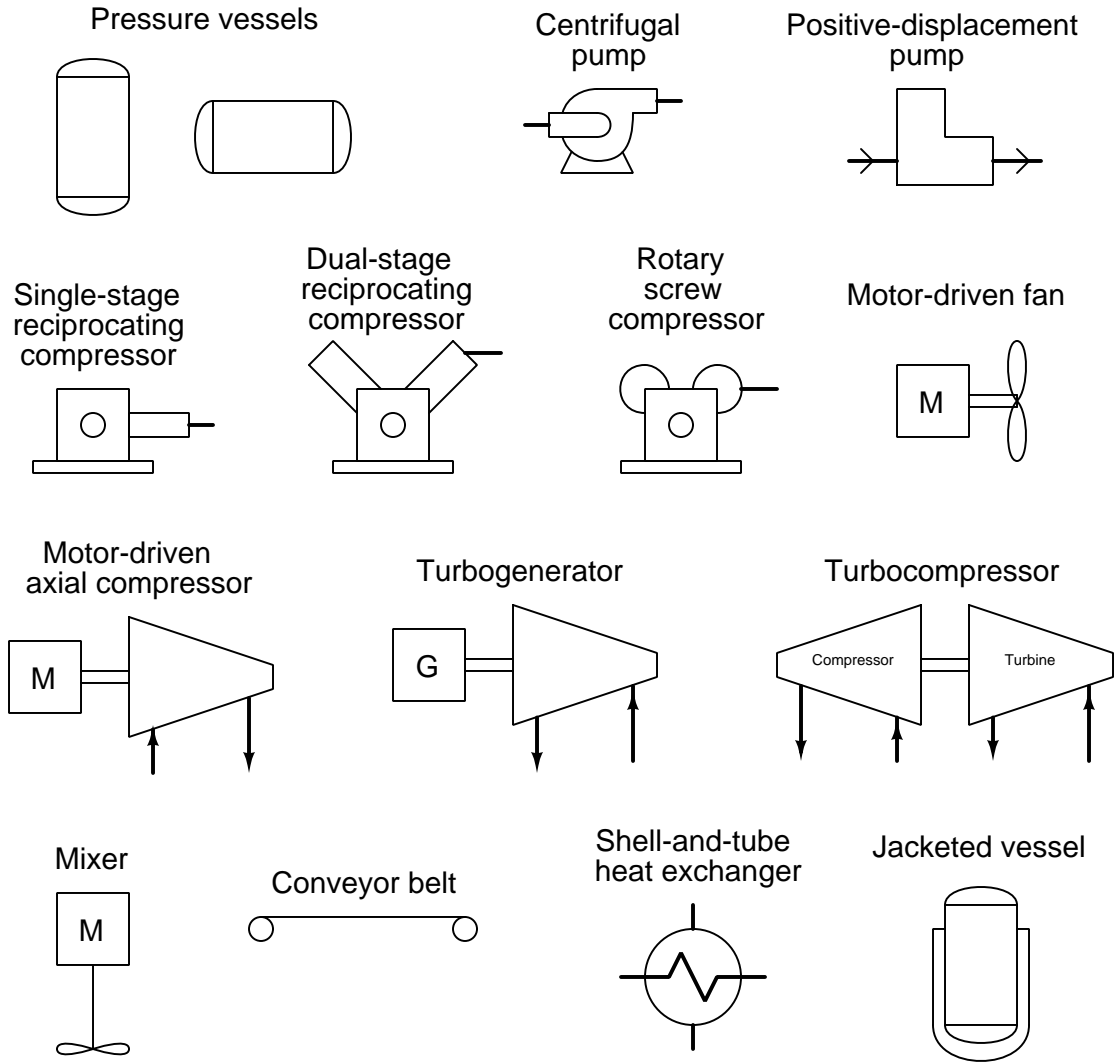 Pressure vessels
Centrifugal
pump
Positive-displacement
pump
Single-stage
reciprocating
compressor
Dual-stage
reciprocating
compressor
Rotary
screw
compressor
Motor-driven fan
M
Motor-driven
axial compressor
M
Turbogenerator
G
Turbocompressor
Compressor
Turbine
Mixer
M
Conveyor belt
Shell-and-tube
heat exchanger
Jacketed vessel